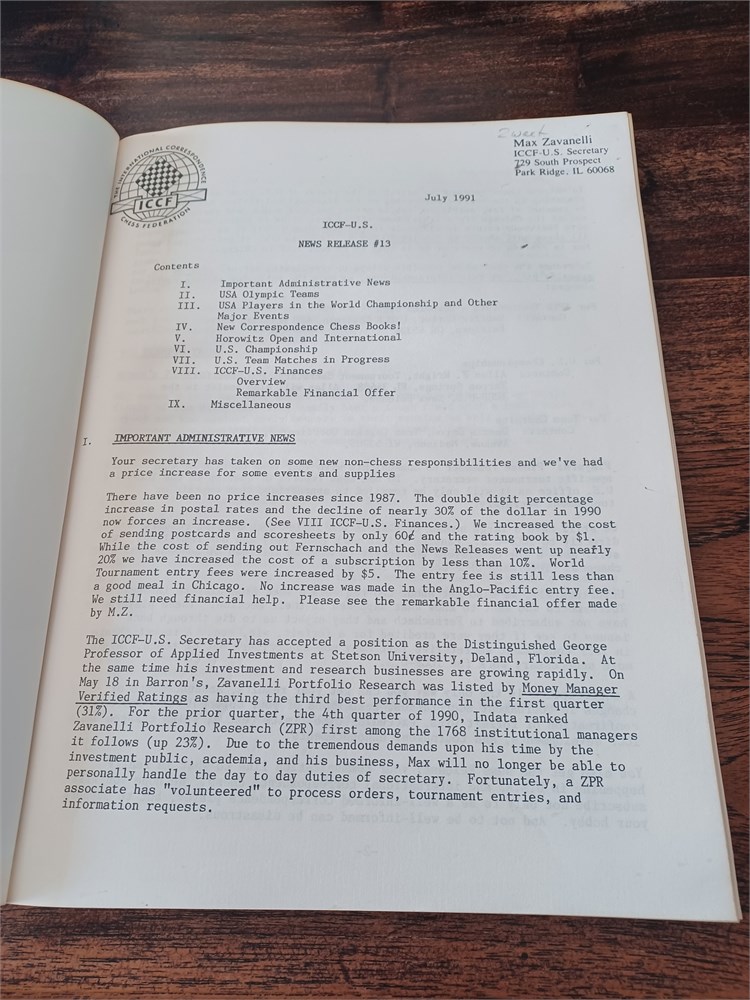 THE INTERNATIONAL CORRESPONDENCE
ICCF
CHESS FEDERATION
Max Zavanelli
ICCF-U.S. Secretary
729 South Prospect
Park Ridge, IL 60068
July 1991
ICCF-U.S.
NEWS RELEASE #13
Contents
I. Important Administrative News
II. USA Olympic Teams
III. USA Players in the World Championship and Other
Major Events
IV. New Correspondence Chess Books!
V. Horowitz Open and International
VI. U.S. Championship
VII. U.S. Team Matches in Progress
VIII. ICCF-U.S. Finances
Overview
Remarkable Financial Offer
IX. Miscellaneous
I. IMPORTANT ADMINISTRATIVE NEWS
Your secretary has taken on some new non-chess responsibilities and we've had
a price increase for some events and supplies
There have been no price increases since 1987. The double digit percentage
increase in postal rates and the decline of nearly 30% of the dollar in 1990
now forces an increase. (See VIII ICCF-U.S. Finances.) We increased the cost
of sending postcards and scoresheets by only 60¢ and the rating book by $1.
While the cost of sending out Fernschach and the News Releases went up neafly
20% we have increased the cost of a subscription by less than 10%. World
Tournament entry fees were increased by $5. The entry fee is still less than
a good meal in Chicago. No increase was made in the Anglo-Pacific entry fee.
We still need financial help. Please see the remarkable financial offer made
by M.Z.
The ICCF-U.S. Secretary has accepted a position as the Distinguished George
Professor of Applied Investments at Stetson University, Deland, Florida. At
the same time his investment and research businesses are growing rapidly. On
May 18 in Barron's, Zavanelli Portfolio Research was listed by Money Manager
Verified Ratings as having the third best performance in the first quarter
(31%). For the prior quarter, the 4th quarter of 1990, Indata ranked
Zavanelli Portfolio Research (ZPR) first among the 1768 institutional managers
it follows (up 23%). Due to the tremendous demands upon his time by the
investment public, academia, and his business, Max will no longer be able to
personally handle the day to day duties of secretary. Fortunately, a ZPR
associate has "volunteered" to process orders, tournament entries, and
information requests.